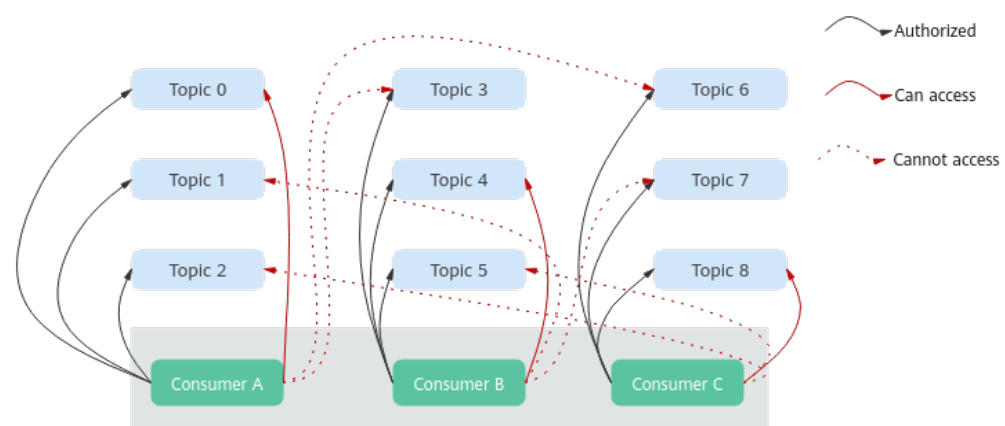 Authorized
Topic 0
Topic 3
Topic 6
Can access
Cannot access
Topic 1
Topic 4
Topic 7
Topic 2
Topic 5
Topic 8
Consumer A
Consumer B
Consumer C